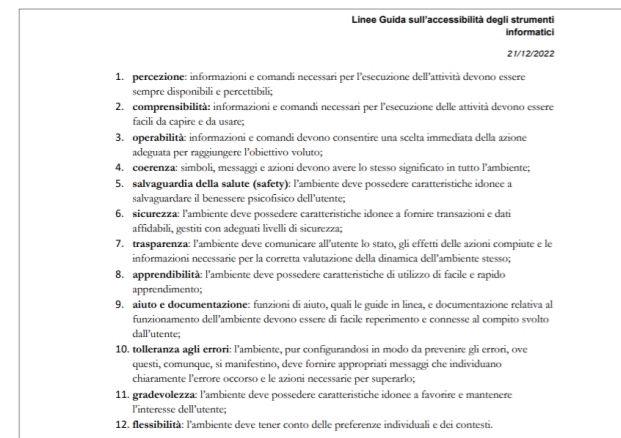 Linee Guida sull'accessibilità degli strumenti
informatici
21/12/2022
1. percezione: informazioni e comandi necessari per l'esecuzione dell'attività devono essere
sempre disponibili e percettibili;
2. comprensibilità: informazioni e comandi necessari per l'esecuzione delle attività devono essere
facili da capire e da usare;
3. operabilità: informazioni e comandi devono consentire una scelta immediata della azione
adeguata per raggiungere l'obiettivo voluto;
4. coerenza: simboli, messaggi e azioni devono avere lo stesso significato in tutto l'ambiente;
5. salvaguardia della salute (safety): l'ambiente deve possedere caratteristiche idonee a
salvaguardare il benessere psicofisico dell'utente;
6. sicurezza: l'ambiente deve possedere caratteristiche idonee a fornire transazioni e dati
affidabili, gestiti con adeguati livelli di sicurezza;
7. trasparenza: l'ambiente deve comunicare all'utente lo stato, gli effetti delle azioni compiute e le
informazioni necessarie per la corretta valutazione della dinamica dell'ambiente stesso;
8. apprendibilità: l'ambiente deve possedere caratteristiche di utilizzo di facile e rapido
apprendimento;
9. aiuto e documentazione: funzioni di aiuto, quali le guide in linea, e documentazione relativa al
funzionamento dell'ambiente devono essere di facile reperimento e connesse al compito svolto
dall'utente;
10. tolleranza agli errori: l'ambiente, pur configurandosi in modo da prevenire gli errori, ove
questi, comunque, si manifestino, deve fornire appropriati messaggi che individuano
chiaramente l'errore occorso e le azioni necessarie per superarlo;
11. gradevolezza: l'ambiente deve possedere caratteristiche idonee a favorire e mantenere
l'interesse dell'utente;
12. flessibilità: l'ambiente deve tener conto delle preferenze individuali e dei contesti.